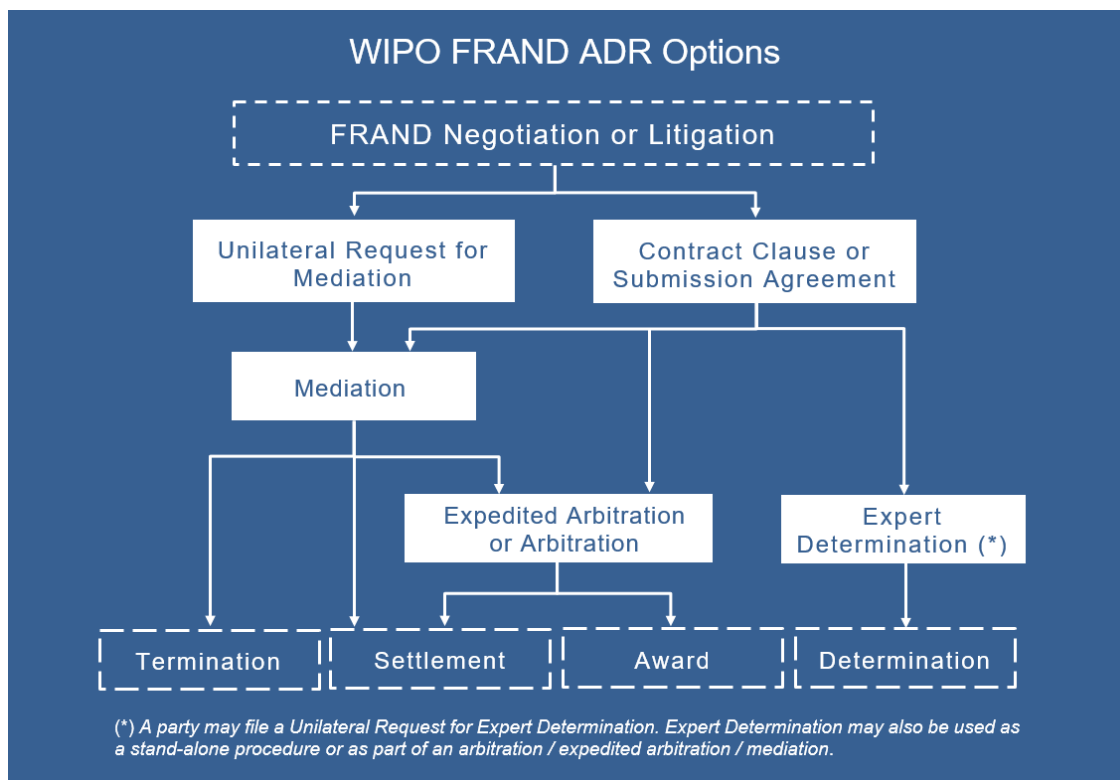 WIPO FRAND ADR Options
FRAND Negotiation or Litigation
Unilateral Request for
Mediation
Contract Clause or
Submission Agreement
Mediation
Expedited Arbitration
or Arbitration
Expert
Determination (*)
Termination
Settlement
Award
Determination
(*) A party may file a Unilateral Request for Expert Determination. Expert Determination may also be used as
a stand-alone procedure or as part of an arbitration / expedited arbitration / mediation.